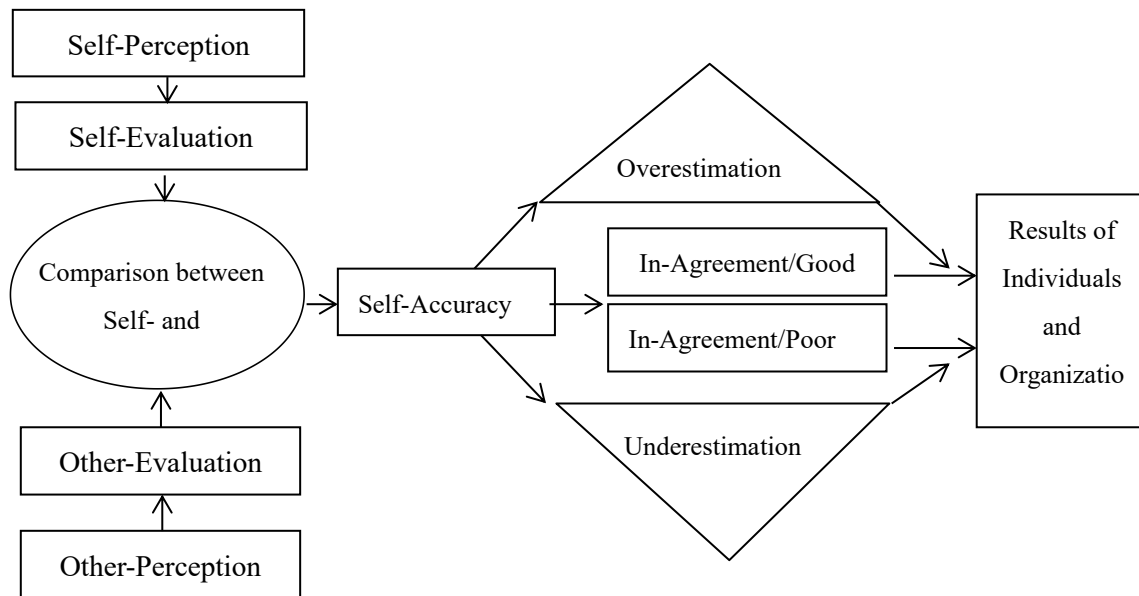 Self-Perception
Self-Evaluation
Comparison between
Self- and
Other-Evaluation
Other-Perception
Self-Accuracy
Overestimation
In-Agreement/Good
In-Agreement/Poor
Underestimation
Results of
Individuals
and
Organizatio